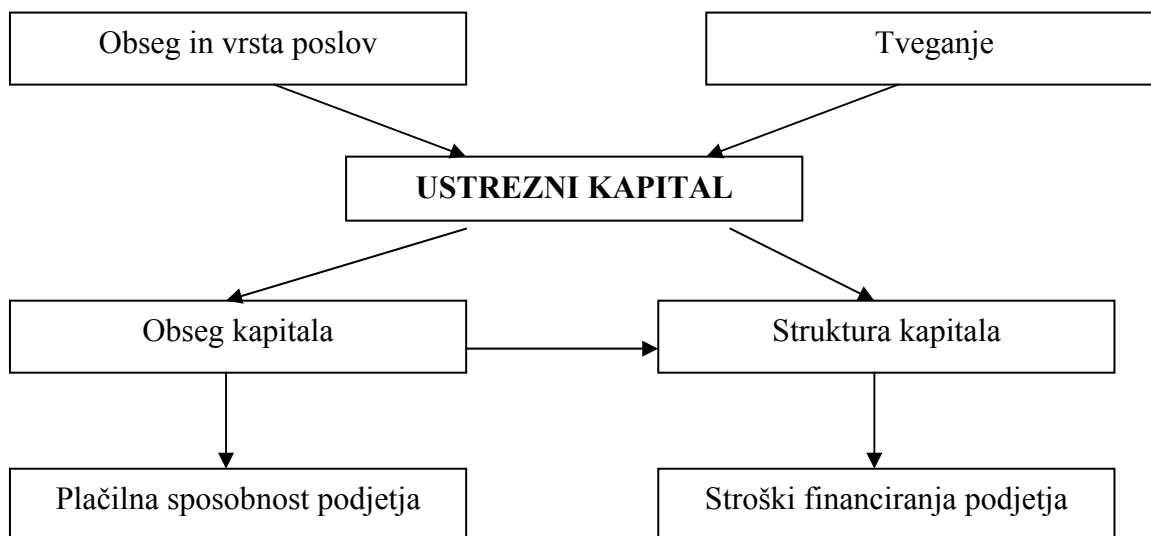 Obseg in vrsta poslov
Tveganje
USTREZNI KAPITAL
Obseg kapitala
Struktura kapitala
Plačilna sposobnost podjetja
Stroški financiranja podjetja